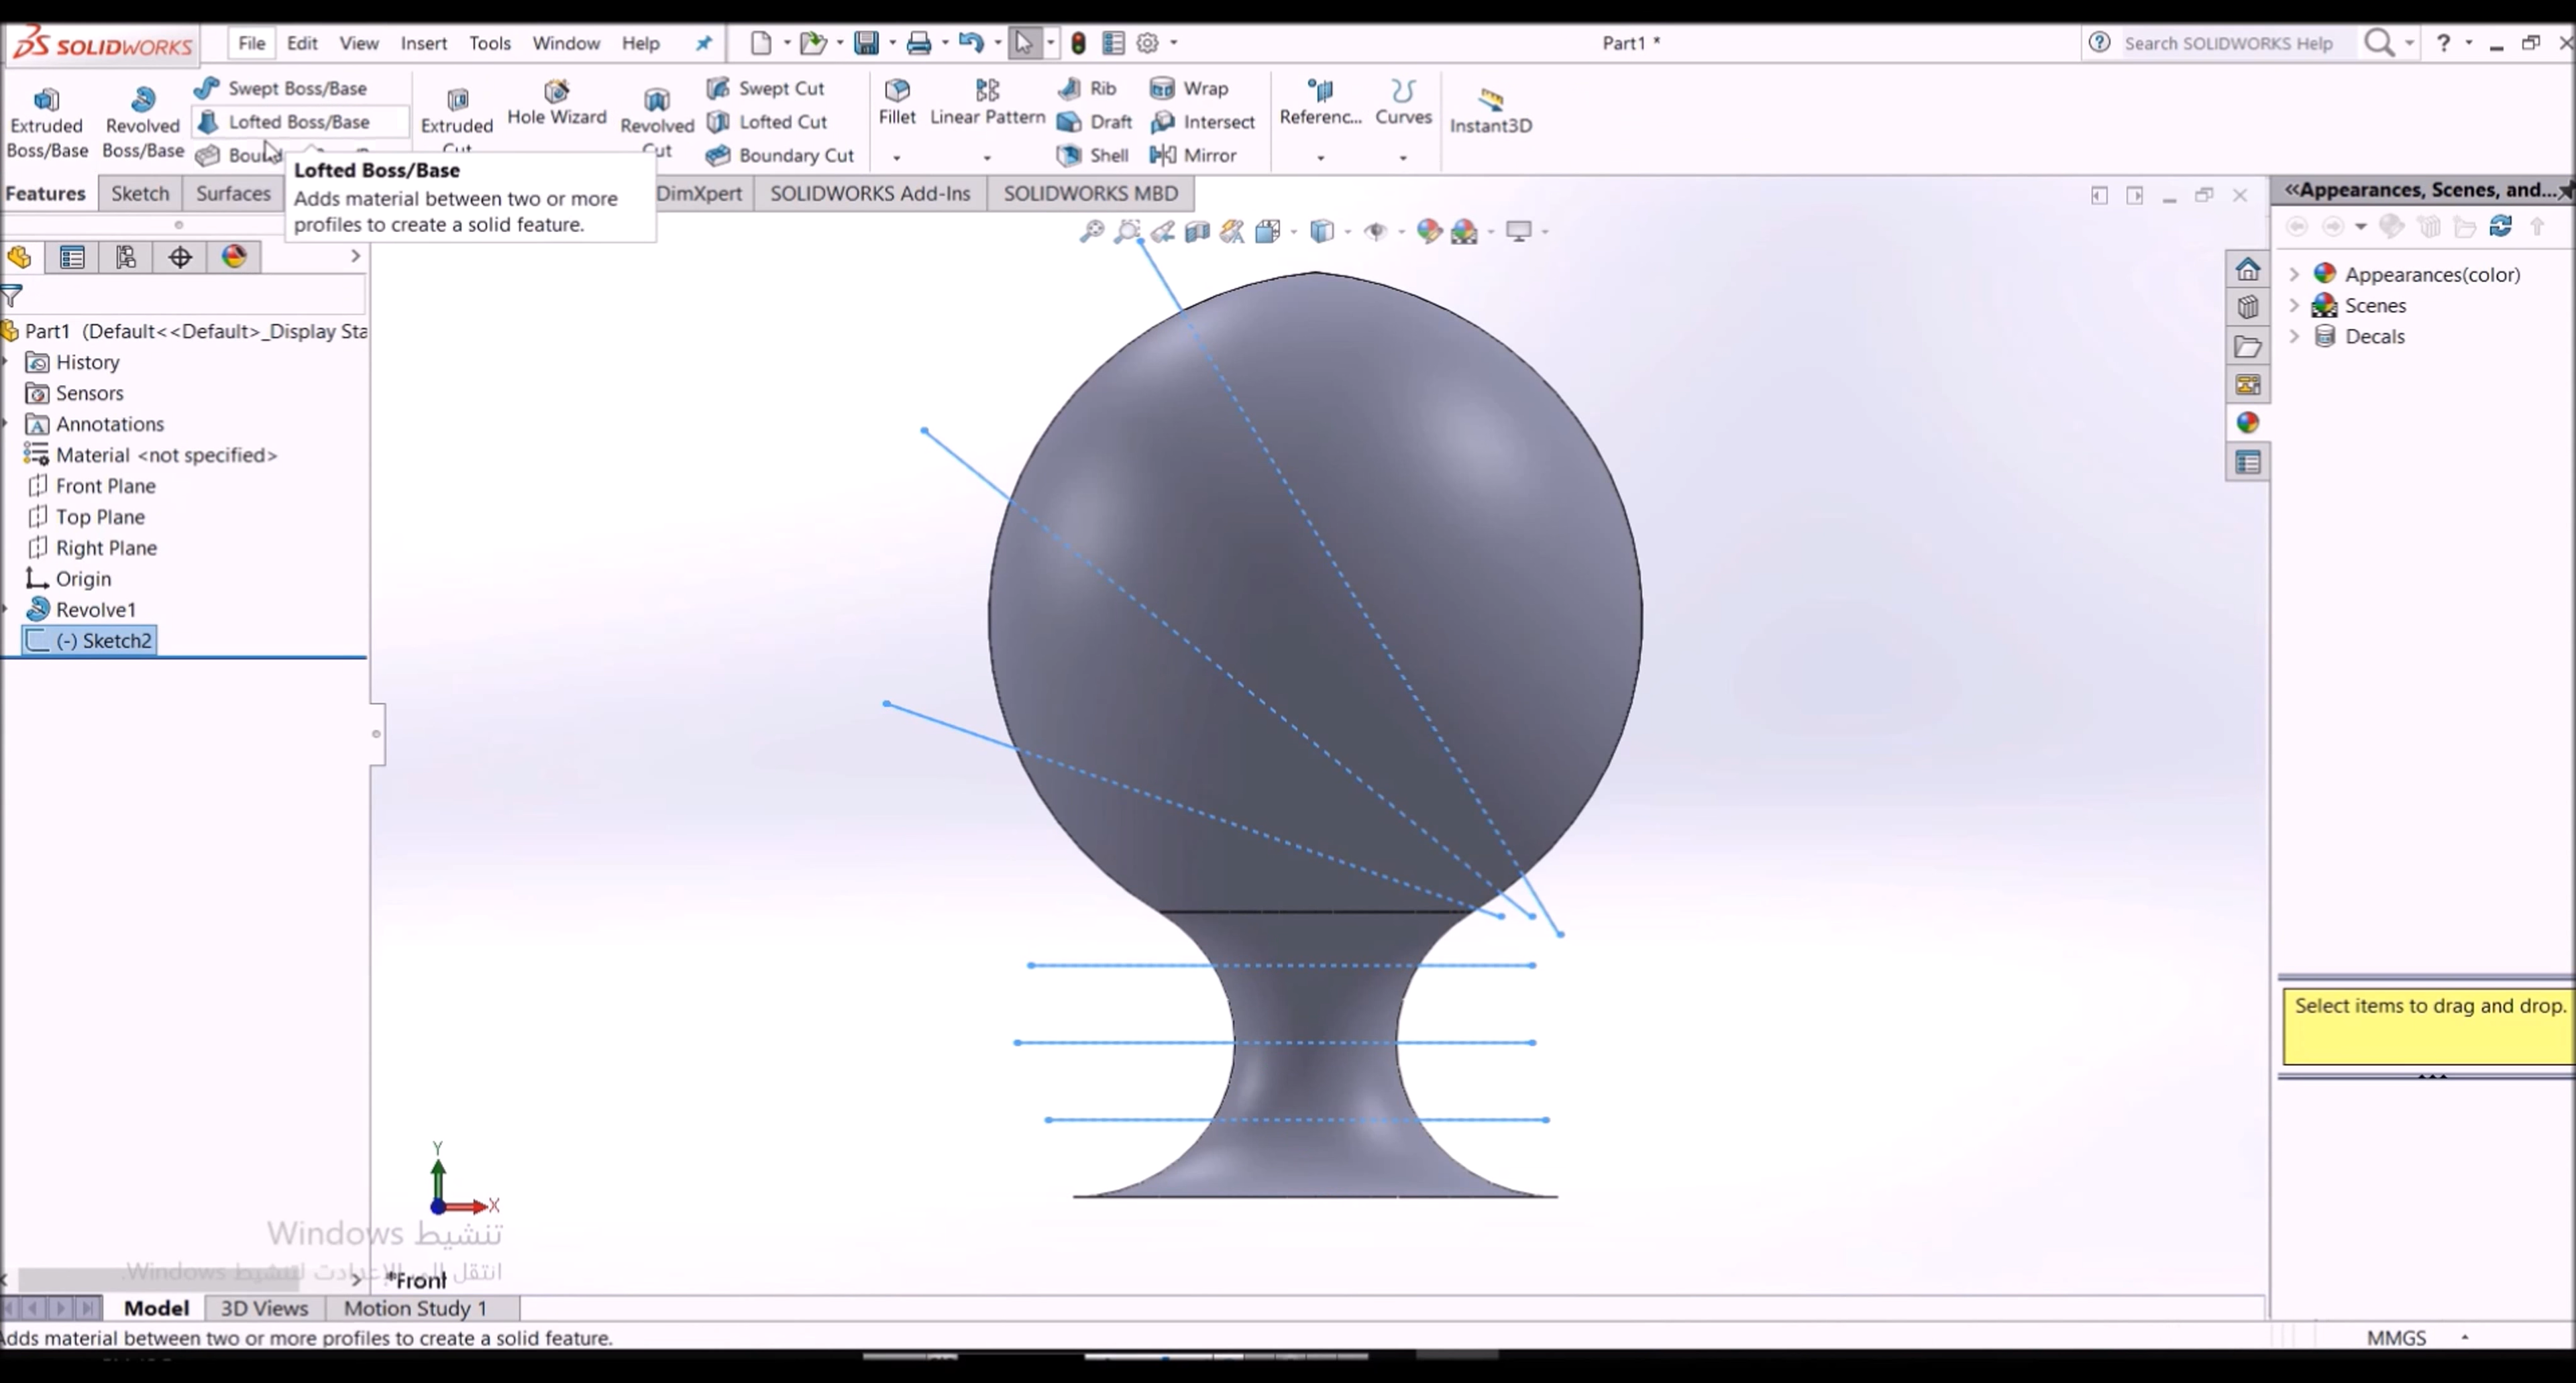 SOLIDWORKS File Edit View Insert Tools Window Help Part1 * Search SOLIDWORKS Help ?
Extruded Boss/Base
Revolved Boss/Base
Swept Boss/Base
Lofted Boss/Base
Extruded
Hole Wizard
Revolved
Swept Cut
Lofted Cut
Boundary Cut
Fillet
Linear Pattern
Rib
Draft
Shell
Wrap
Intersect
Mirror
Referenc...
Curves
Instant3D
Lofted Boss/Base
Adds material between two or more
profiles to create a solid feature.
Features Sketch Surfaces DimXpert SOLIDWORKS Add-Ins SOLIDWORKS MBD
Part1 (Default<<Default>_Display Sta
History
Sensors
Annotations
Material <not specified>
Front Plane
Top Plane
Right Plane
Origin
Revolve1
(-) Sketch2
«Appearances, Scenes, and...
Appearances(color)
Scenes
Decals
Select items to drag and drop.
Y
X
تنشيط Windows
انتقل إلى الإعدادت لتنشيط Windows.
*Front
Model 3D Views Motion Study 1
Adds material between two or more profiles to create a solid feature.
MMGS